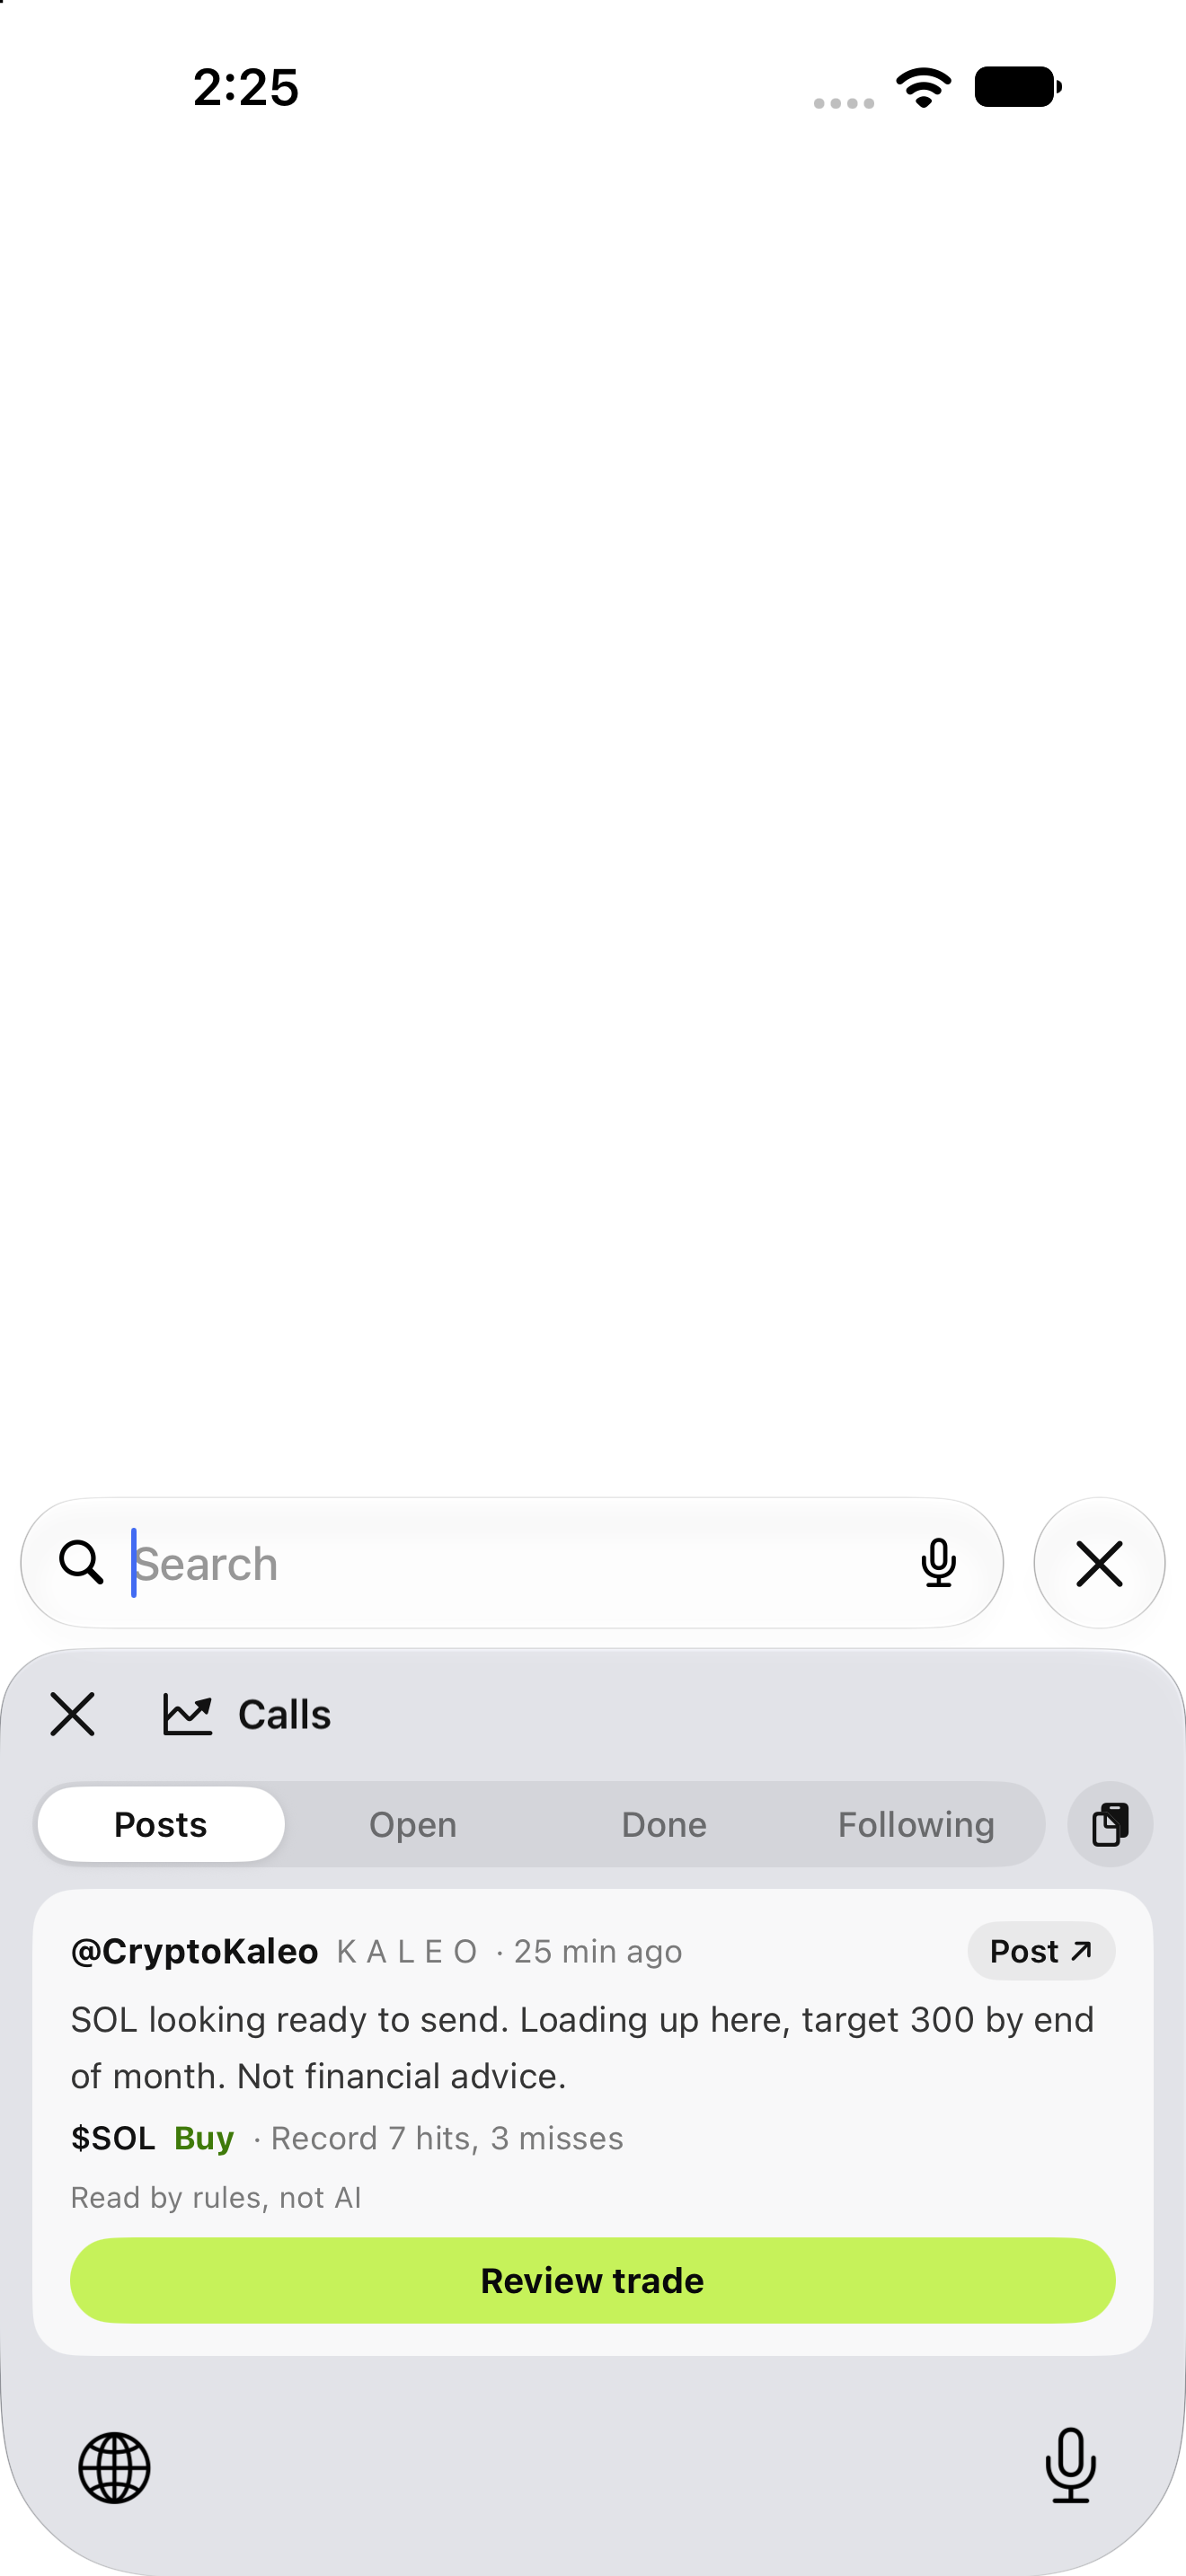 2:25
Search
Calls
Posts
Open
Done
Following
@CryptoKaleo K A L E O · 25 min ago
Post
SOL looking ready to send. Loading up here, target 300 by end
of month. Not financial advice.
$SOL Buy · Record 7 hits, 3 misses
Read by rules, not AI
Review trade